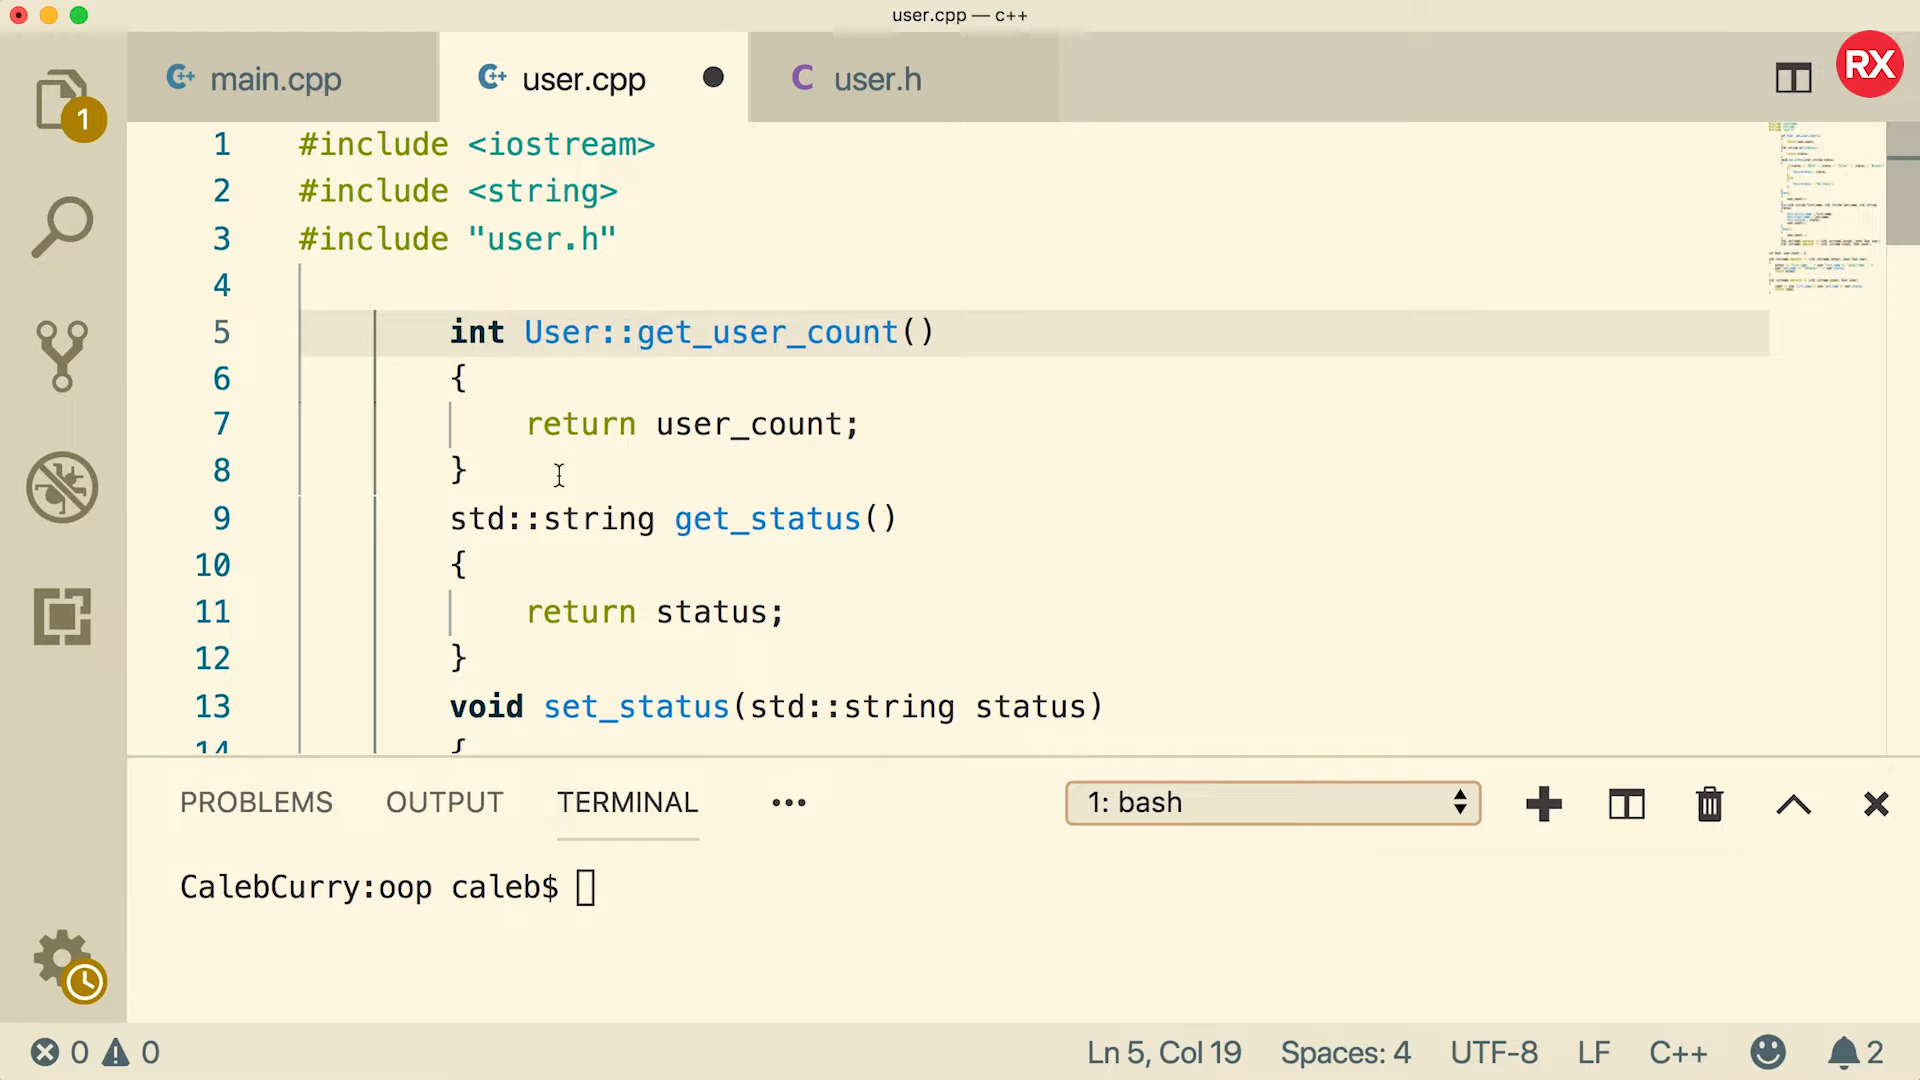 user.cpp — c++
main.cpp
user.cpp
user.h
RX
1
1 #include <iostream>
2 #include <string>
3 #include "user.h"
4
5 int User::get_user_count()
6 {
7 return user_count;
8 }
9 std::string get_status()
10 {
11 return status;
12 }
13 void set_status(std::string status)
14 {
PROBLEMS OUTPUT TERMINAL ••• 1: bash
CalebCurry:oop caleb$
0 0 Ln 5, Col 19 Spaces: 4 UTF-8 LF C++ 2